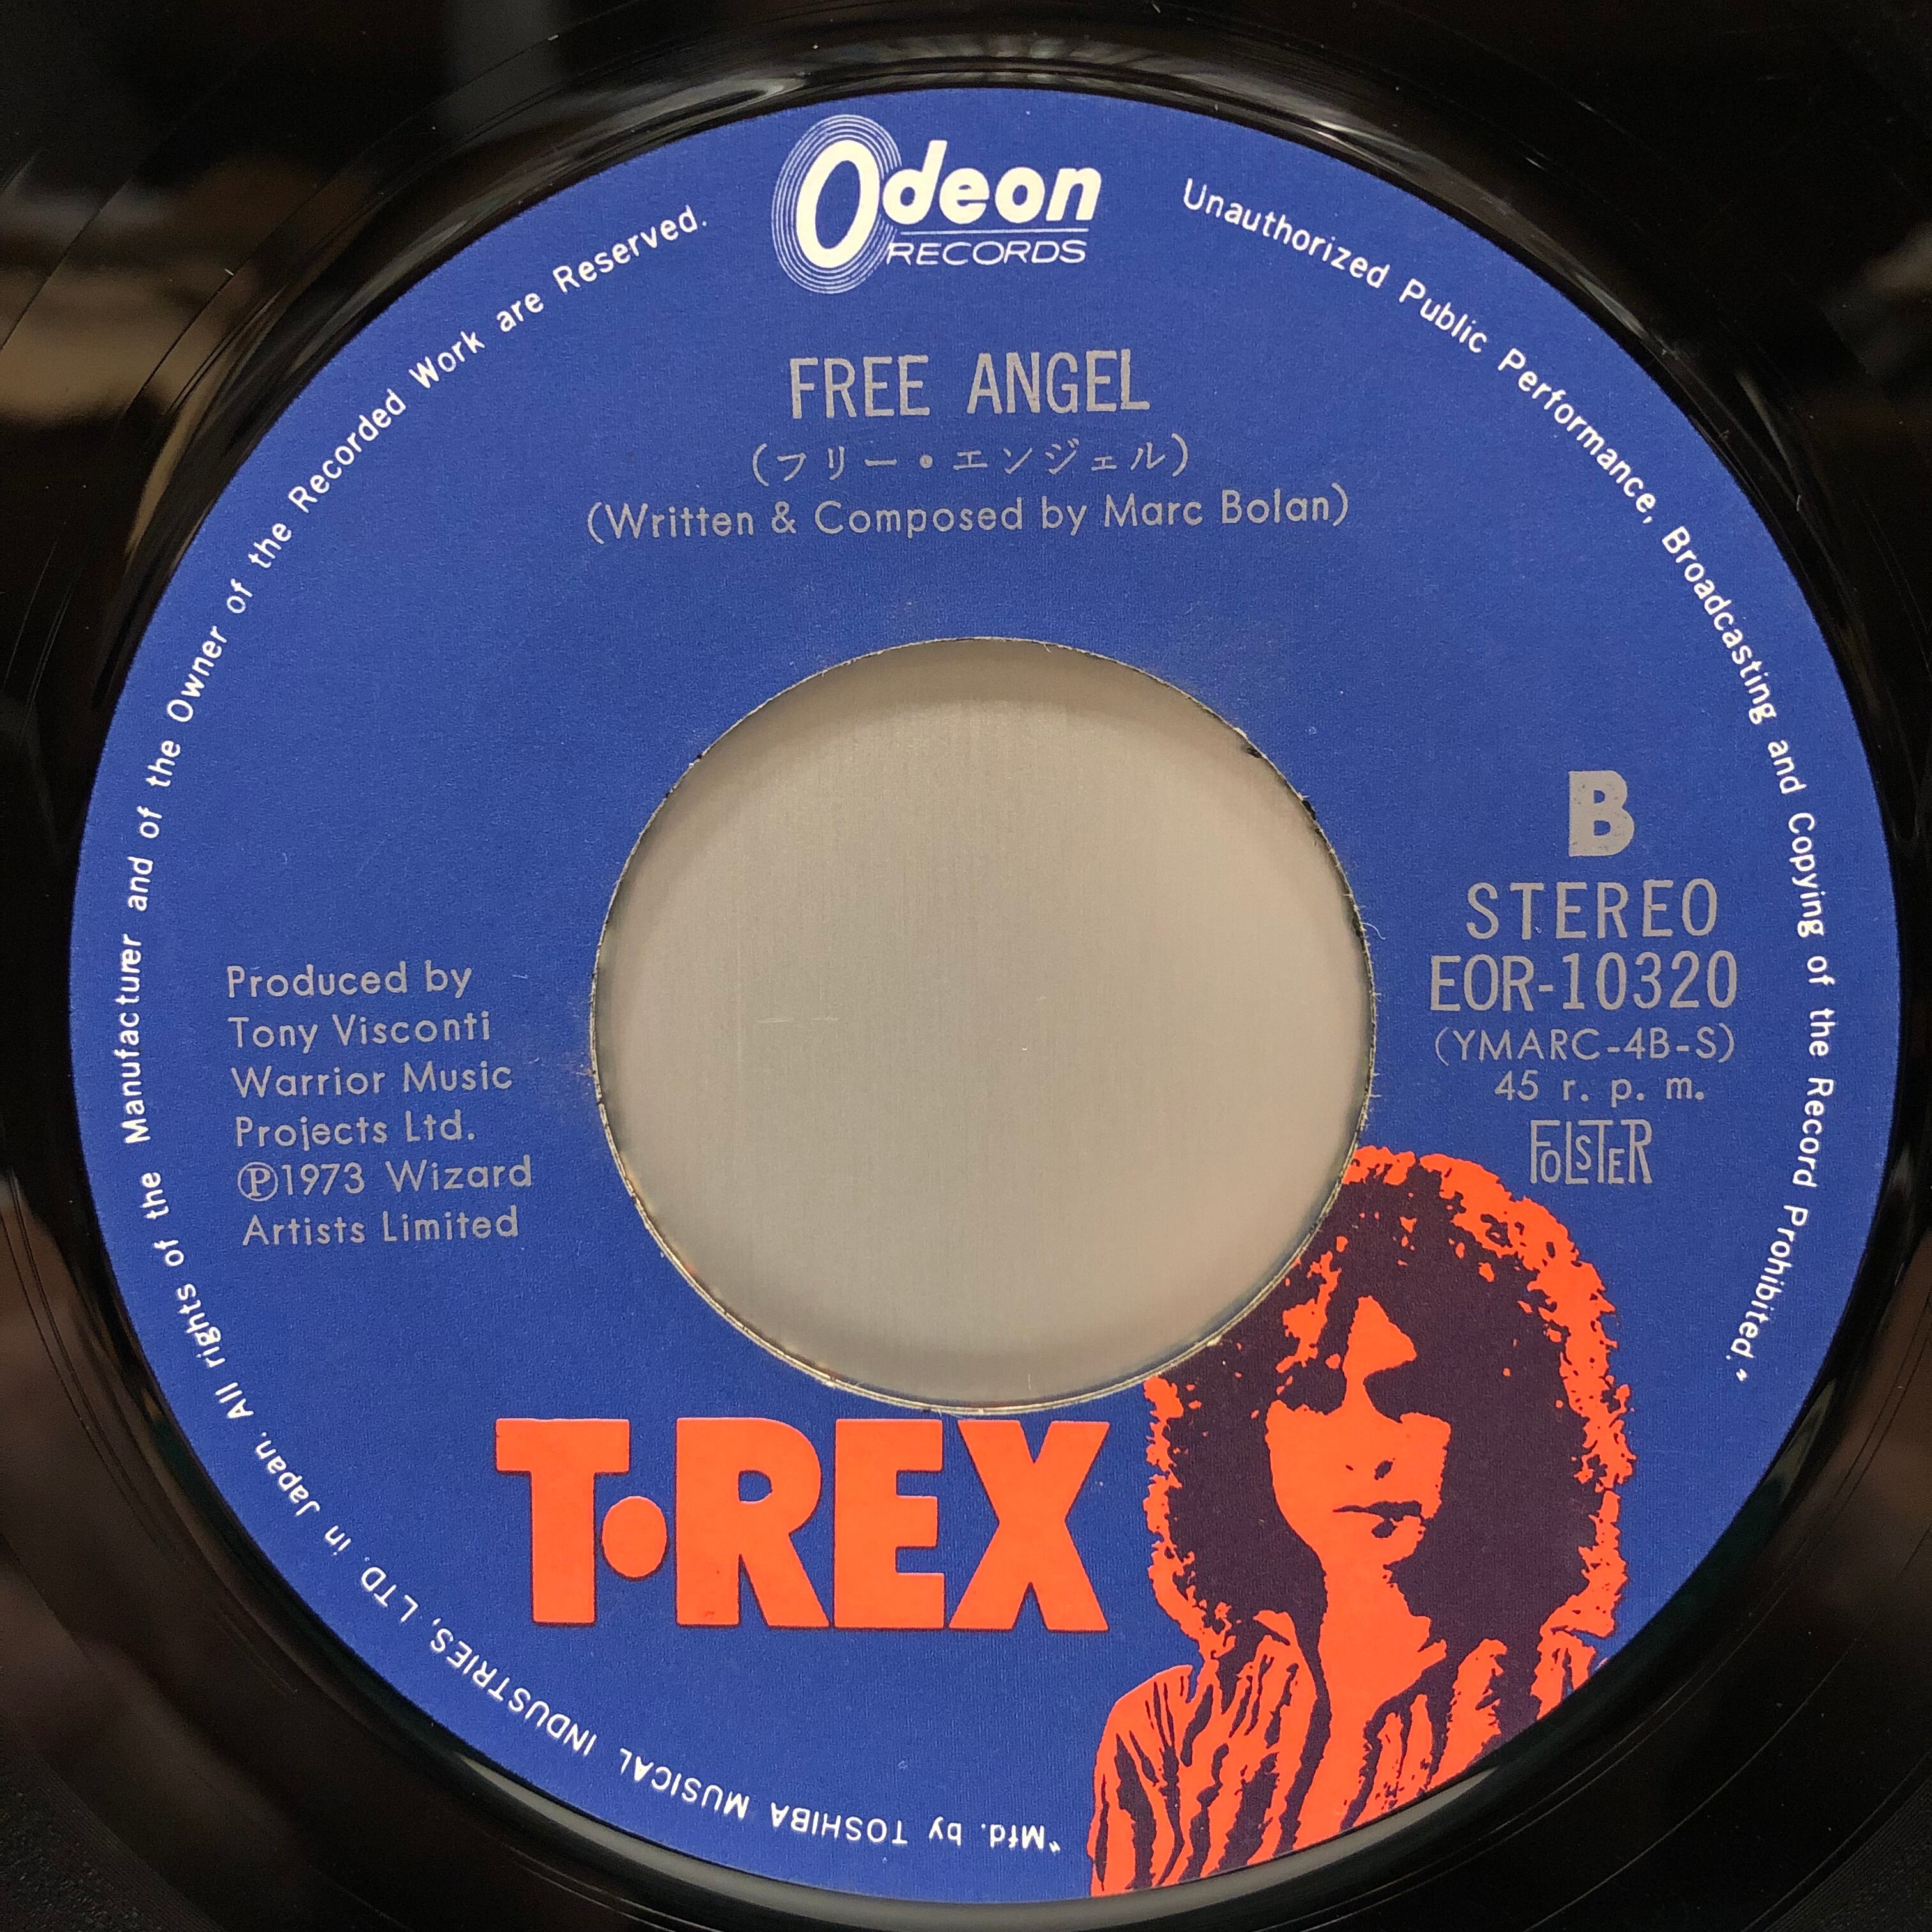 Odeon
RECORDS
FREE ANGEL
(フリー・エンジェル)
(Written & Composed by Marc Bolan)
B
STEREO
EOR-10320
(YMARC-4B-S)
45 r. p. m.
FOLSTER
Produced by
Tony Visconti
Warrior Music
Projects Ltd.
Ⓟ1973 Wizard
Artists Limited
T•REX
"Mfd. by TOSHIBA MUSICAL INDUSTRIES, LTD. in Japan. All rights of the Manufacturer and of the Owner of the Recorded Work are Reserved. Unauthorized Public Performance, Broadcasting and Copying of the Record Prohibited."